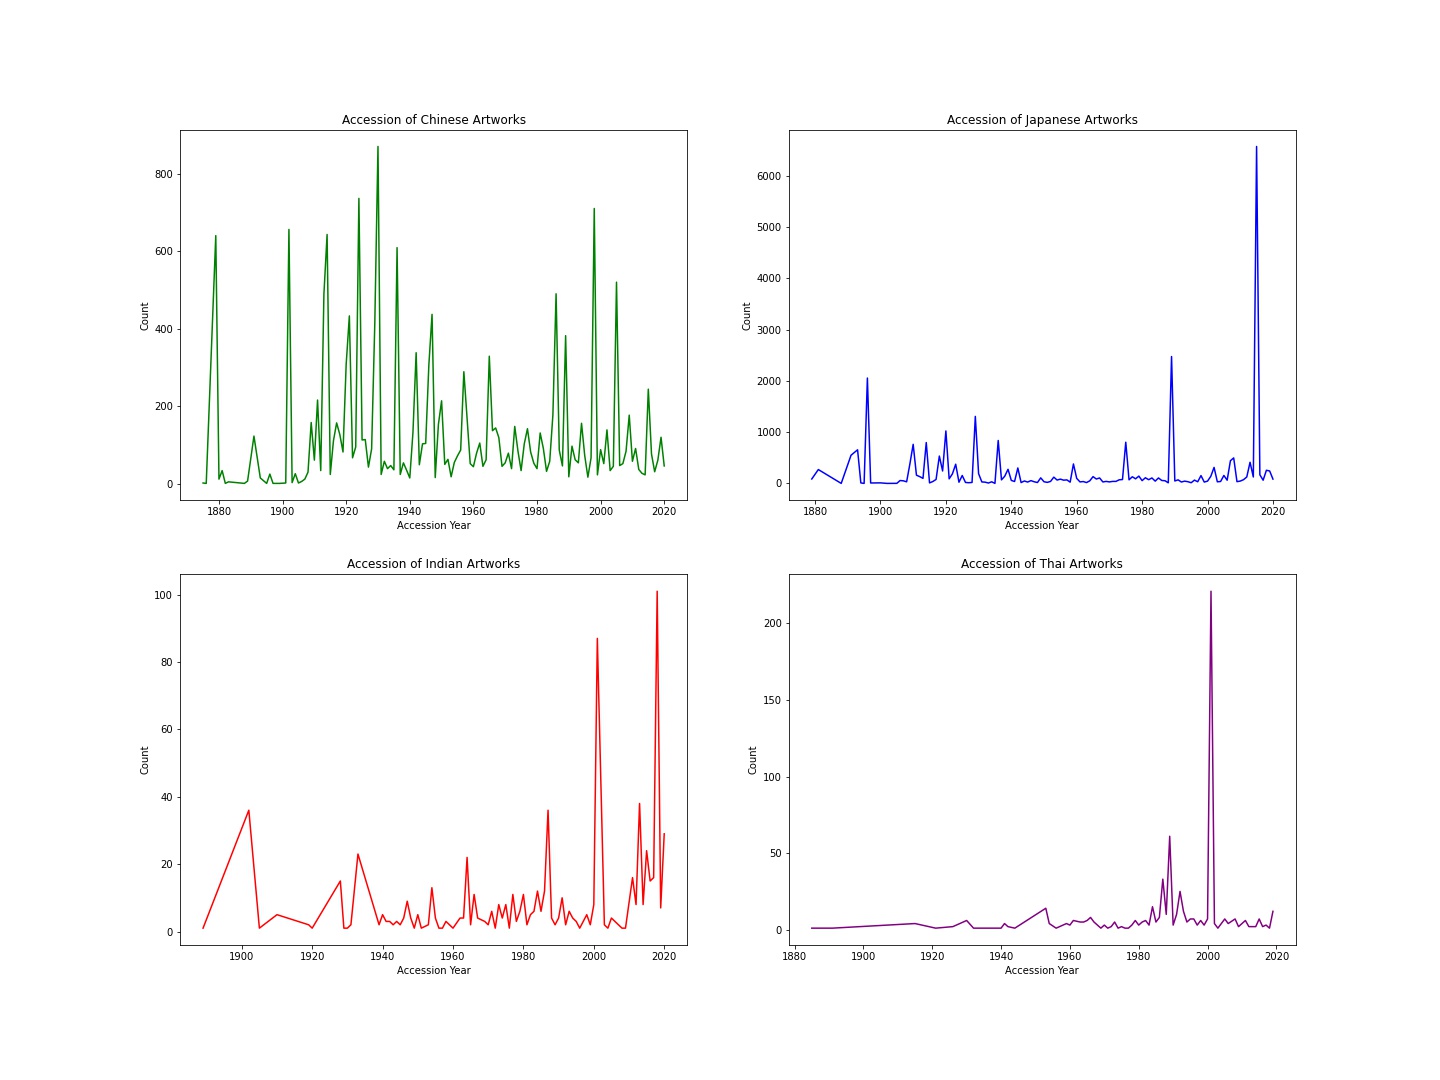 Accession of Chinese Artworks
Count
800
600
400
200
0
1880 1900 1920 1940 1960 1980 2000 2020
Accession Year
Accession of Japanese Artworks
Count
6000
5000
4000
3000
2000
1000
0
1880 1900 1920 1940 1960 1980 2000 2020
Accession Year
Accession of Indian Artworks
Count
100
80
60
40
20
0
1900 1920 1940 1960 1980 2000 2020
Accession Year
Accession of Thai Artworks
Count
200
150
100
50
0
1880 1900 1920 1940 1960 1980 2000 2020
Accession Year